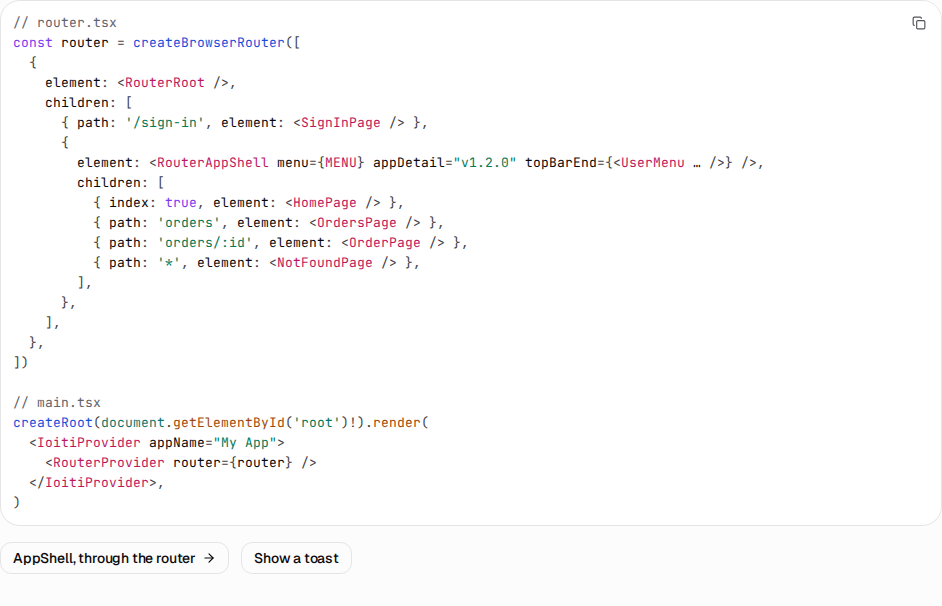 // router.tsx
const router = createBrowserRouter([
  {
    element: <RouterRoot />,
    children: [
      { path: '/sign-in', element: <SignInPage /> },
      {
        element: <RouterAppShell menu={MENU} appDetail="v1.2.0" topBarEnd={<UserMenu … />} />,
        children: [
          { index: true, element: <HomePage /> },
          { path: 'orders', element: <OrdersPage /> },
          { path: 'orders/:id', element: <OrderPage /> },
          { path: '*', element: <NotFoundPage /> },
        ],
      },
    ],
  },
])

// main.tsx
createRoot(document.getElementById('root')!).render(
  <IoitiProvider appName="My App">
    <RouterProvider router={router} />
  </IoitiProvider>,
)
AppShell, through the router →
Show a toast